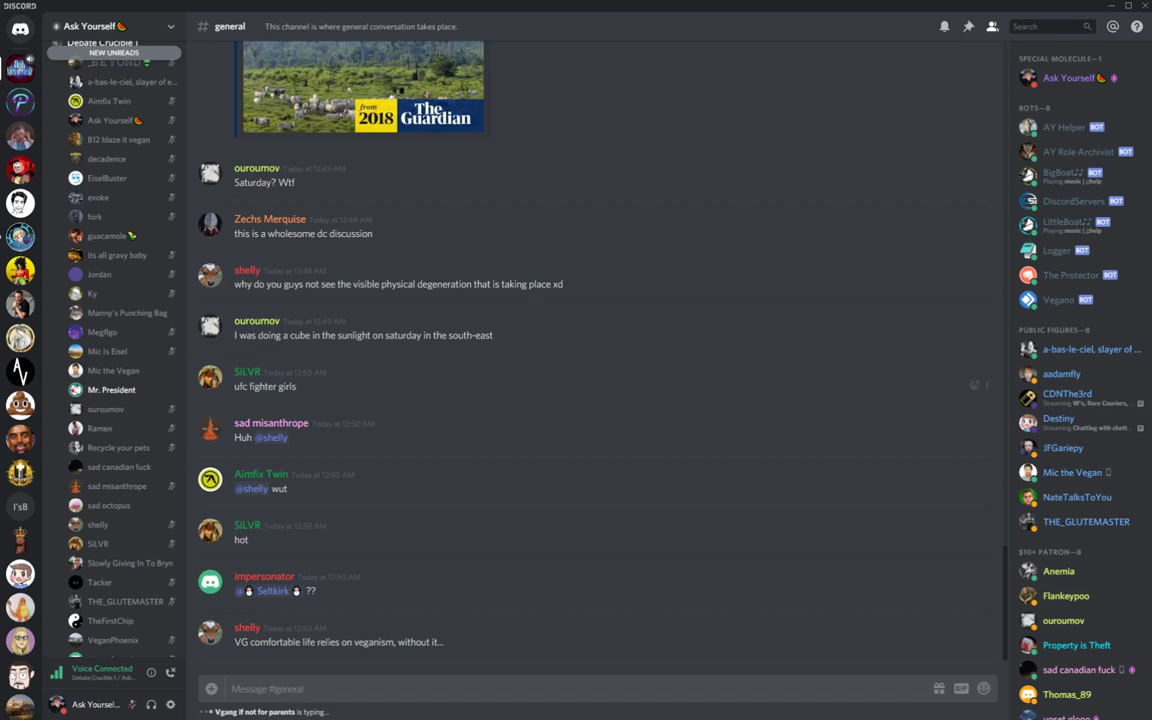 DISCORD
Ask Yourself🍉
# general
This channel is where general conversation takes place.
Search
Debate Crucible 1
NEW UNREADS
_BEYOND
a-bas-le-ciel, slayer of e...
Aimfix Twin
Ask Yourself🍉
B12 blaze it vegan
decadence
EiselBuster
evoke
fork
guacamole
its all gravy baby
Jordan
Ky
Manny's Punching Bag
Megflgo
Mic Is Eisel
Mic the Vegan
Mr. President
ouroumov
Ramen
Recycle your pets
sad canadian fuck
sad misanthrope
sad octopus
shelly
SiLVR
Slowly Giving In To Bryn
Tacker
THE_GLUTEMASTER
TheFirstChip
VeganPhoenix
Voice Connected
Debate Crucible 1 / Ask...
Ask Yoursel...
from
2018
The
Guardian
ouroumov Today at 12:49 AM
Saturday? Wtf
Zechs Merquise Today at 12:49 AM
this is a wholesome dc discussion
shelly Today at 12:49 AM
why do you guys not see the visible physical degeneration that is taking place xd
ouroumov Today at 12:49 AM
I was doing a cube in the sunlight on saturday in the south-east
SiLVR Today at 12:50 AM
ufc fighter girls
sad misanthrope Today at 12:50 AM
Huh @shelly
Aimfix Twin Today at 12:50 AM
@shelly wut
SiLVR Today at 12:50 AM
hot
impersonator Today at 12:50 AM
@🐧 Seltkirk 🐧 ??
shelly Today at 12:50 AM
VG comfortable life relies on veganism, without it...
Message #general
GIF
Vgang if not for parents is typing...
SPECIAL MOLECULE—1
Ask Yourself🍉
BOTS—8
AY Helper BOT
AY Role Archivist BOT
BigBoat♪♪ BOT
Playing music | ;;help
DiscordServers BOT
LittleBoat♪♪ BOT
Playing music | ;;help
Logger BOT
The Protector BOT
Vegano BOT
PUBLIC FIGURES—8
a-bas-le-ciel, slayer of ...
aadamfly
CDNThe3rd
Streaming W's, Rare Couriers, ...
Destiny
Streaming Chatting with chatt...
JFGariepy
Mic the Vegan
NateTalksToYou
THE_GLUTEMASTER
$10+ PATRON—8
Anemia
Flankeypoo
ouroumov
Property is Theft
sad canadian fuck
Thomas_89